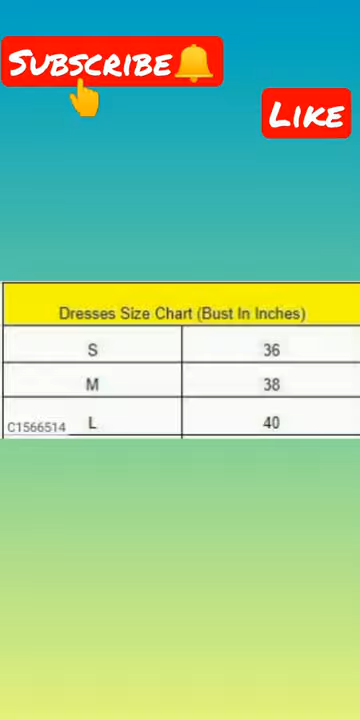 SUBSCRIBE
LIKE
Dresses Size Chart (Bust In Inches)
S 36
M 38
L 40
C1566514